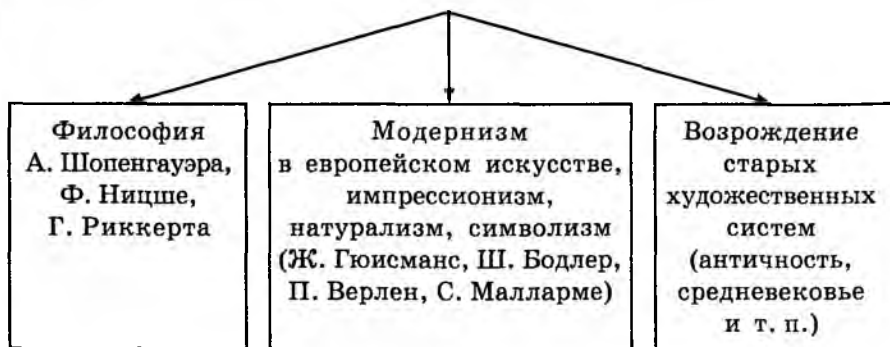 Философия
А. Шопенгауэра,
Ф. Ницше,
Г. Риккерта
Модернизм
в европейском искусстве,
импрессионизм,
натурализм, символизм
(Ж. Гюисманс, Ш. Бодлер,
П. Верлен, С. Малларме)
Возрождение
старых
художественных
систем
(античность,
средневековье
и т. п.)